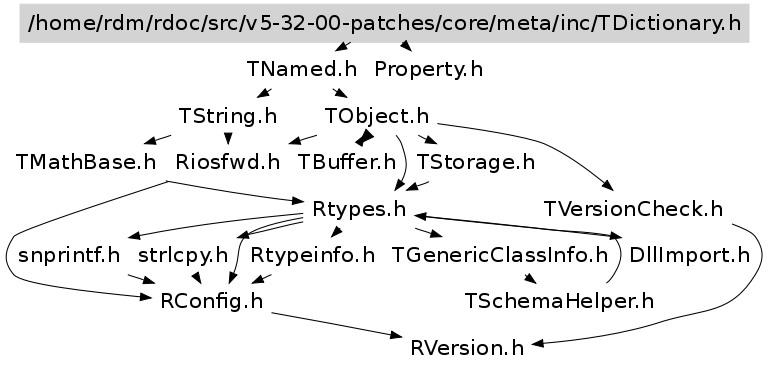 /home/rdm/rdoc/src/v5-32-00-patches/core/meta/inc/TDictionary.h
TNamed.h Property.h
TString.h TObject.h
TMathBase.h Riosfwd.h TBuffer.h TStorage.h
Rtypes.h TVersionCheck.h
snprintf.h strlcpy.h Rtypeinfo.h TGenericClassInfo.h DllImport.h
RConfig.h TSchemaHelper.h
RVersion.h